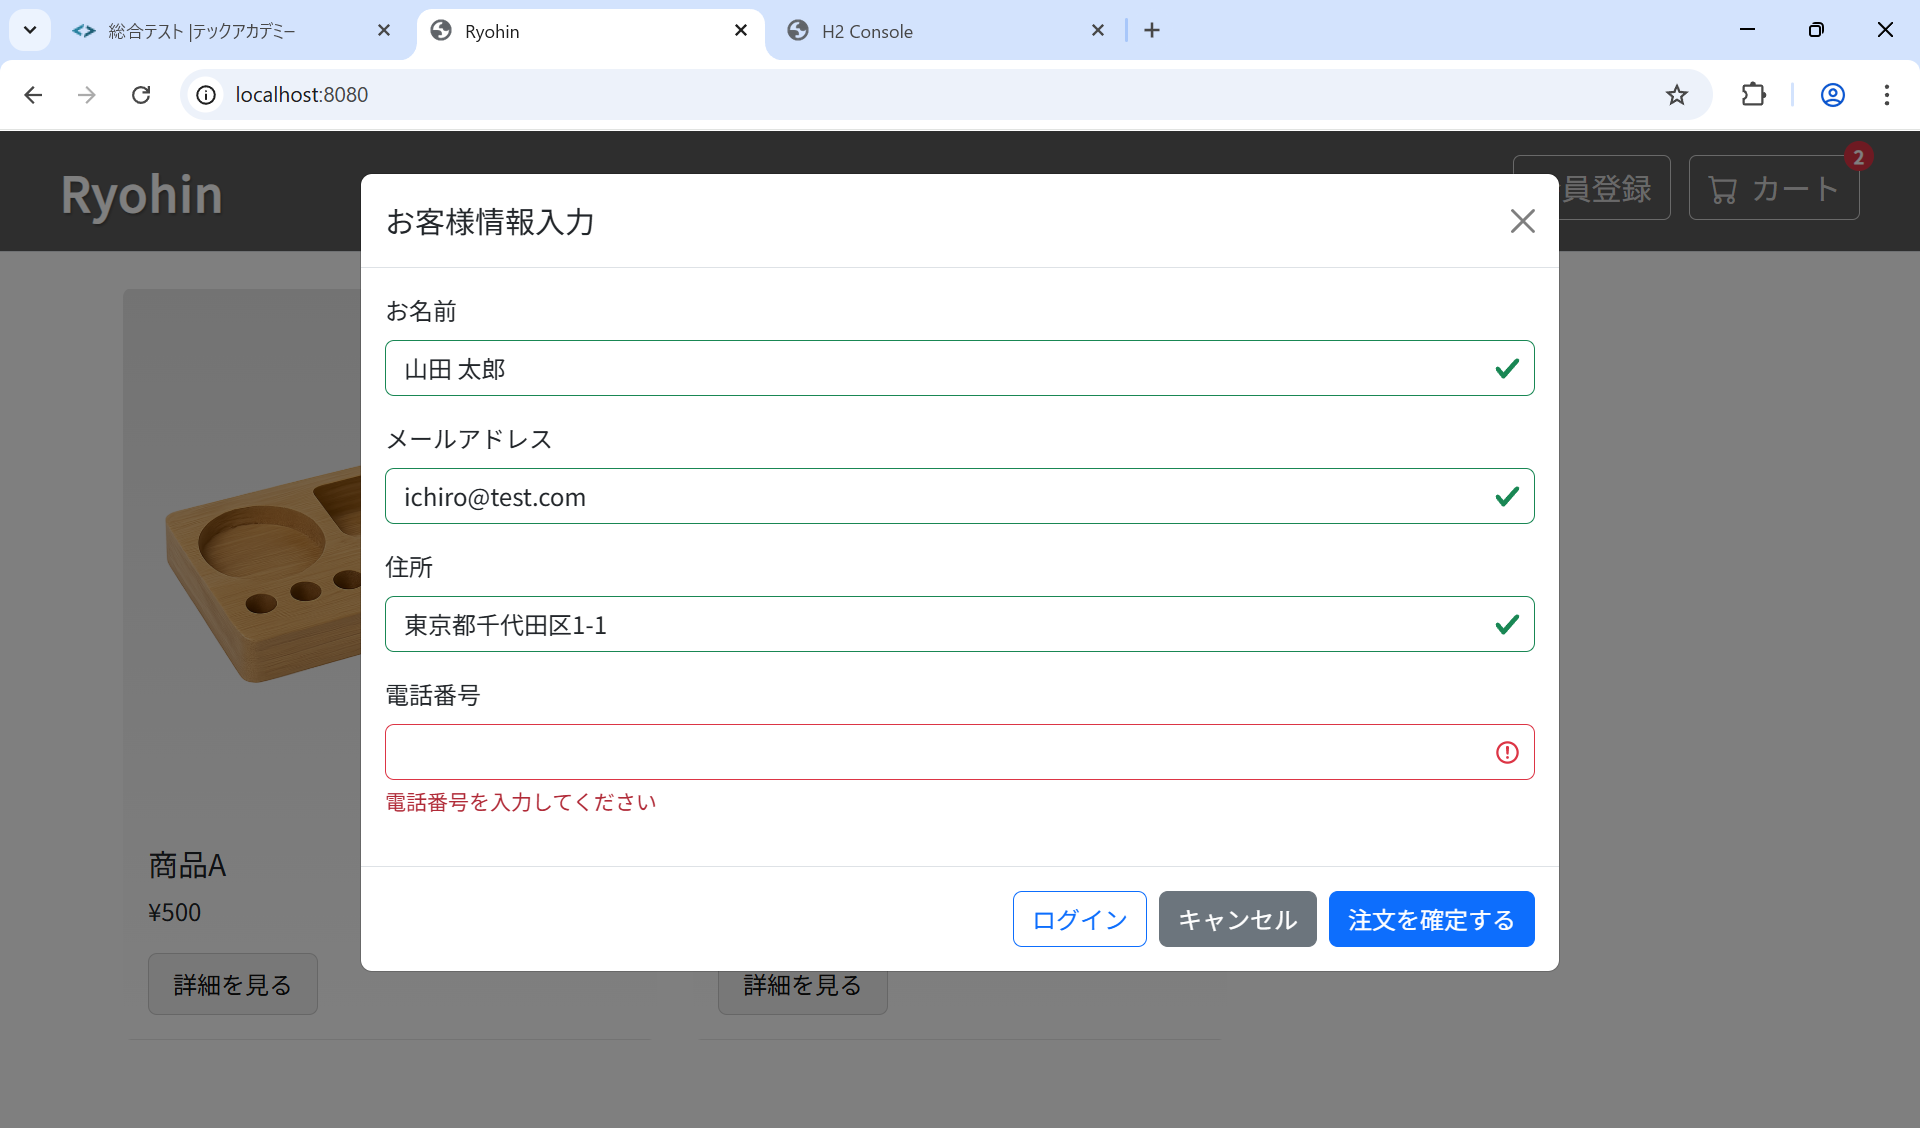 総合テスト |テックアカデミー
Ryohin
H2 Console
localhost:8080
Ryohin
員登録
カート
2
お客様情報入力
お名前
山田 太郎
メールアドレス
ichiro@test.com
住所
東京都千代田区1-1
電話番号
電話番号を入力してください
ログイン
キャンセル
注文を確定する
商品A
¥500
詳細を見る
詳細を見る